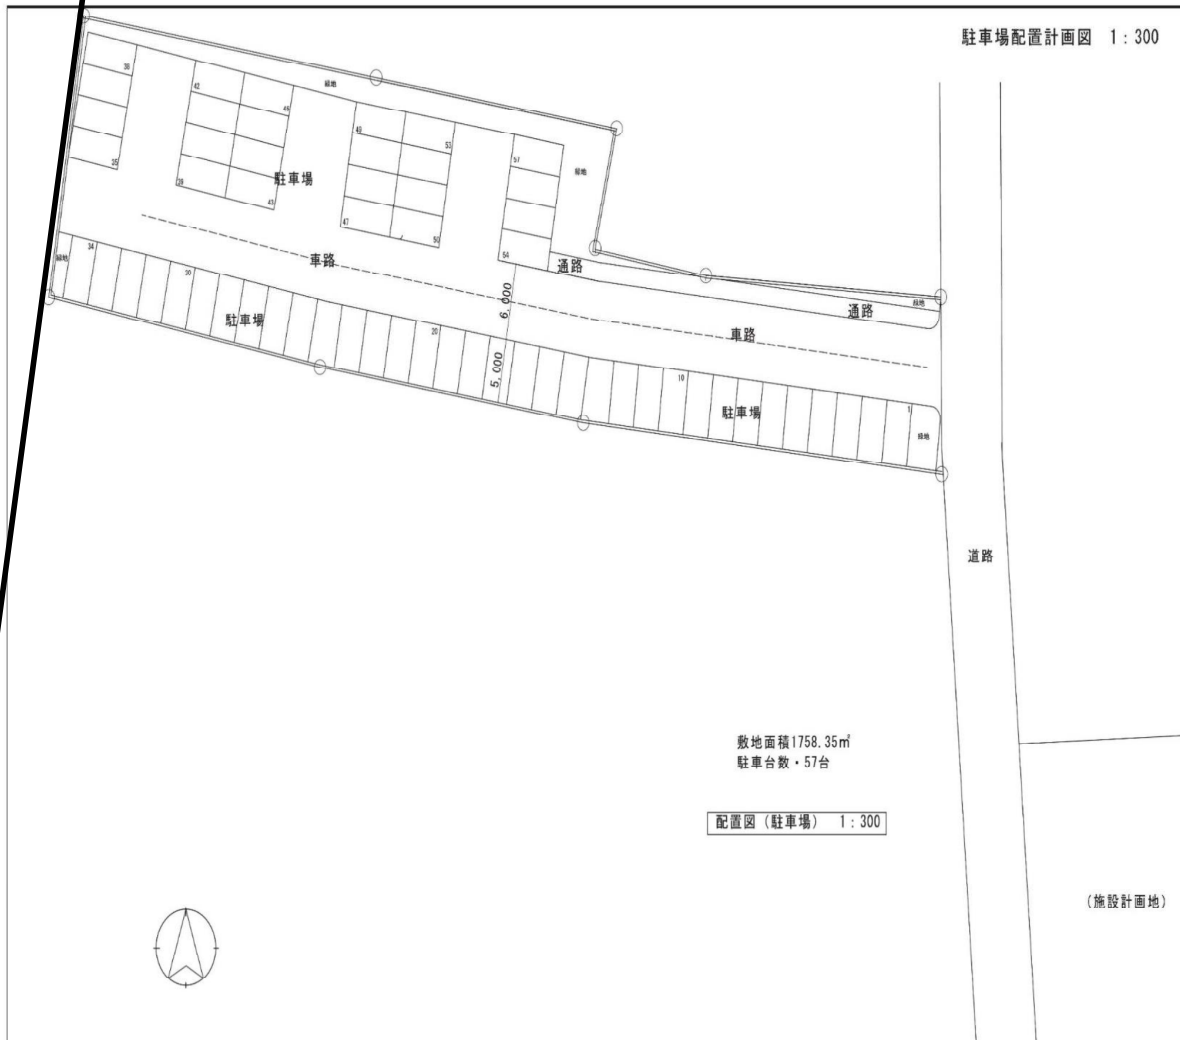 駐車場配置計画図 1:300
38
42
46
緑地
49
53
57
緑地
35
39
駐車場
43
47
50
54
通路
34
緑地
30
車路
6,000
通路
緑地
駐車場
20
車路
5,000
10
駐車場
1
緑地
道路
敷地面積1758.35㎡
駐車台数・57台
配置図(駐車場) 1:300
(施設計画地)